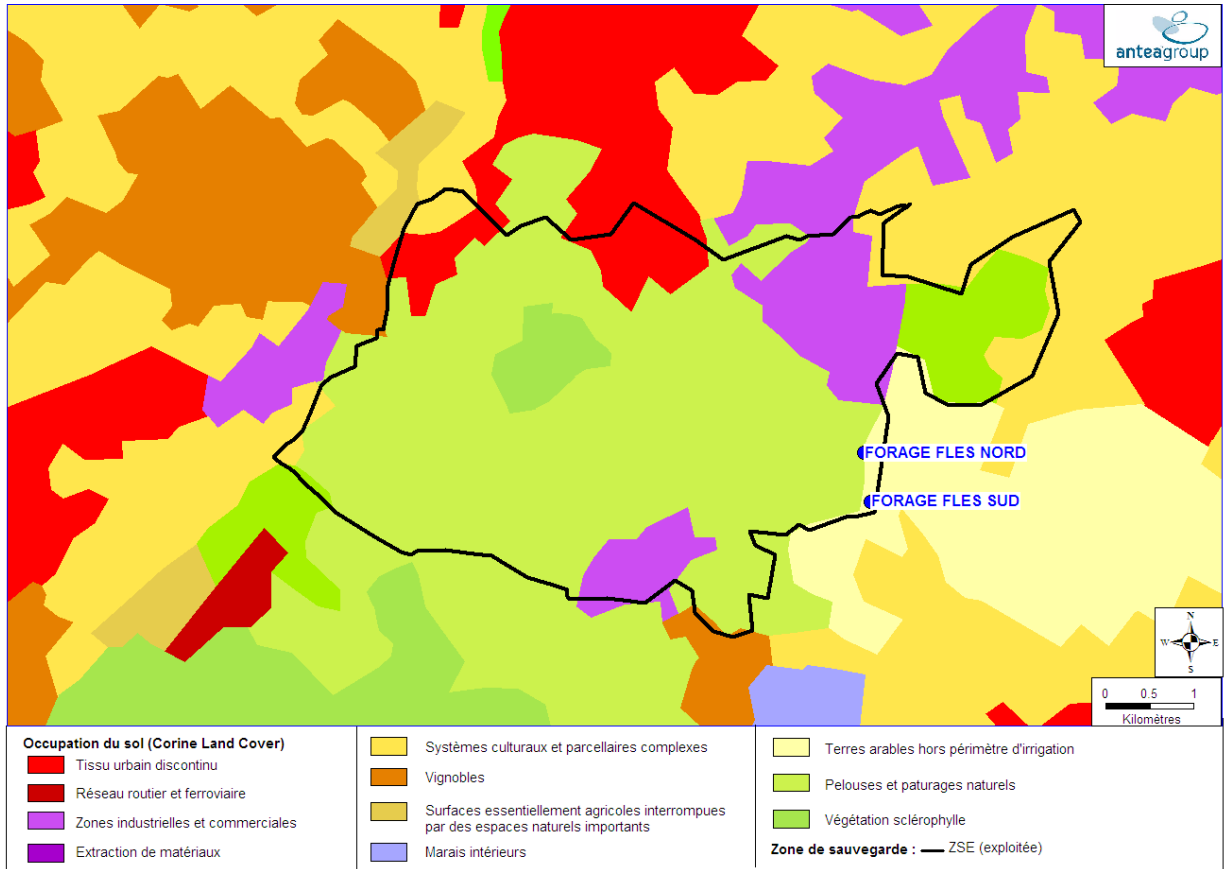 anteagroup
FORAGE FLES NORD
FORAGE FLES SUD
N
W E
S
0 0.5 1
Kilomètres
Occupation du sol (Corine Land Cover)
Tissu urbain discontinu
Réseau routier et ferroviaire
Zones industrielles et commerciales
Extraction de matériaux
Systèmes culturaux et parcellaires complexes
Vignobles
Surfaces essentiellement agricoles interrompues
par des espaces naturels importants
Marais intérieurs
Terres arables hors périmètre d'irrigation
Pelouses et paturages naturels
Végétation sclérophylle
Zone de sauvegarde : ZSE (exploitée)